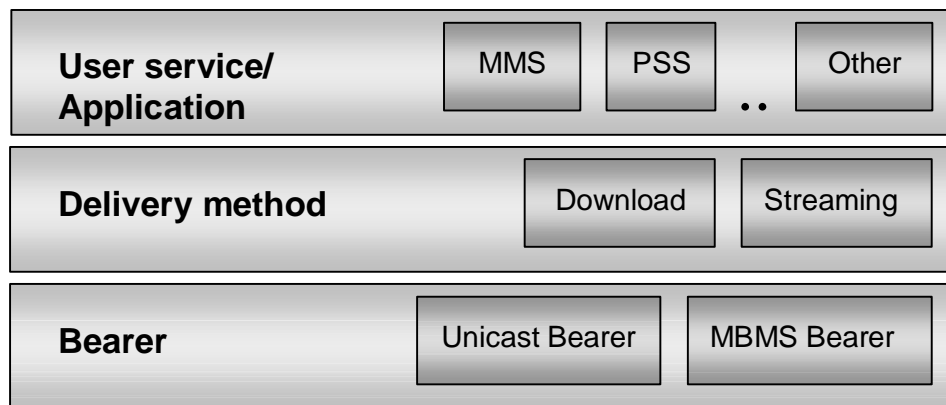 User service/
Application
MMS
PSS
..
Other
Delivery method
Download
Streaming
Bearer
Unicast Bearer
MBMS Bearer